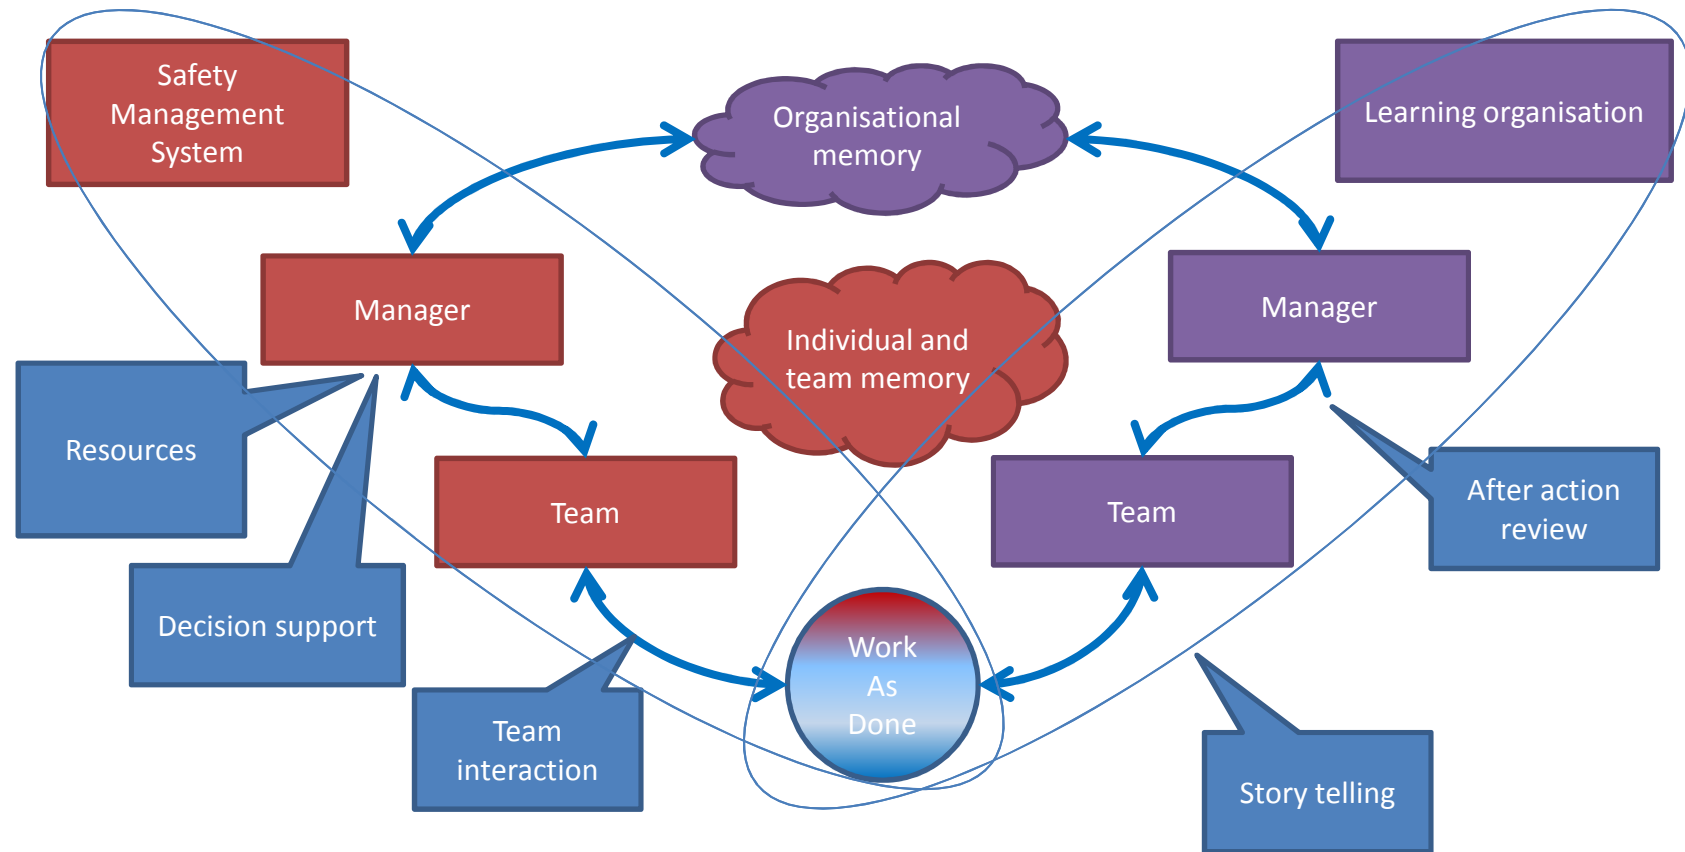 Safety
Management
System
Organisational
memory
Learning organisation
Manager
Individual and
team memory
Manager
Resources
Team
Team
After action
review
Decision support
Work
As
Done
Team
interaction
Story telling